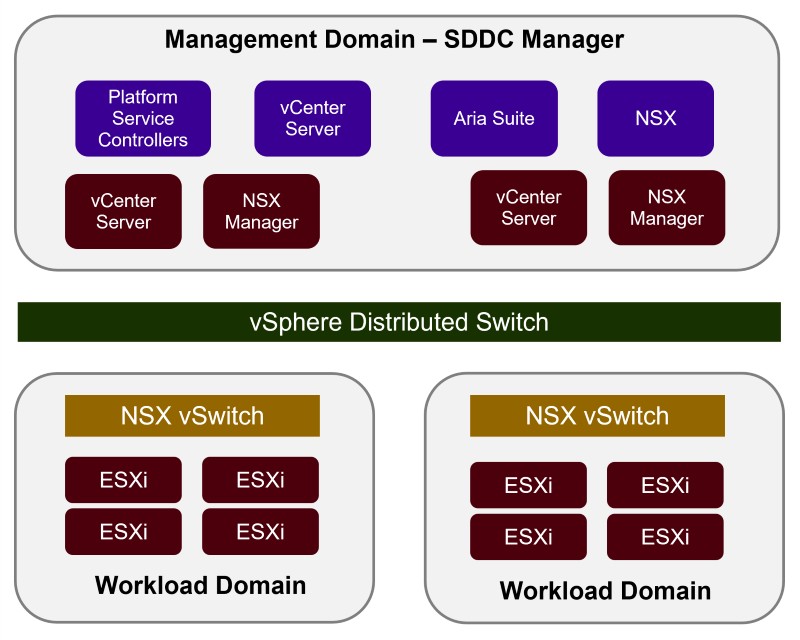 Management Domain – SDDC Manager
Platform
Service
Controllers
vCenter
Server
Aria Suite
NSX
vCenter
Server
NSX
Manager
vCenter
Server
NSX
Manager
vSphere Distributed Switch
NSX vSwitch
ESXi
ESXi
ESXi
ESXi
Workload Domain
NSX vSwitch
ESXi
ESXi
ESXi
ESXi
Workload Domain